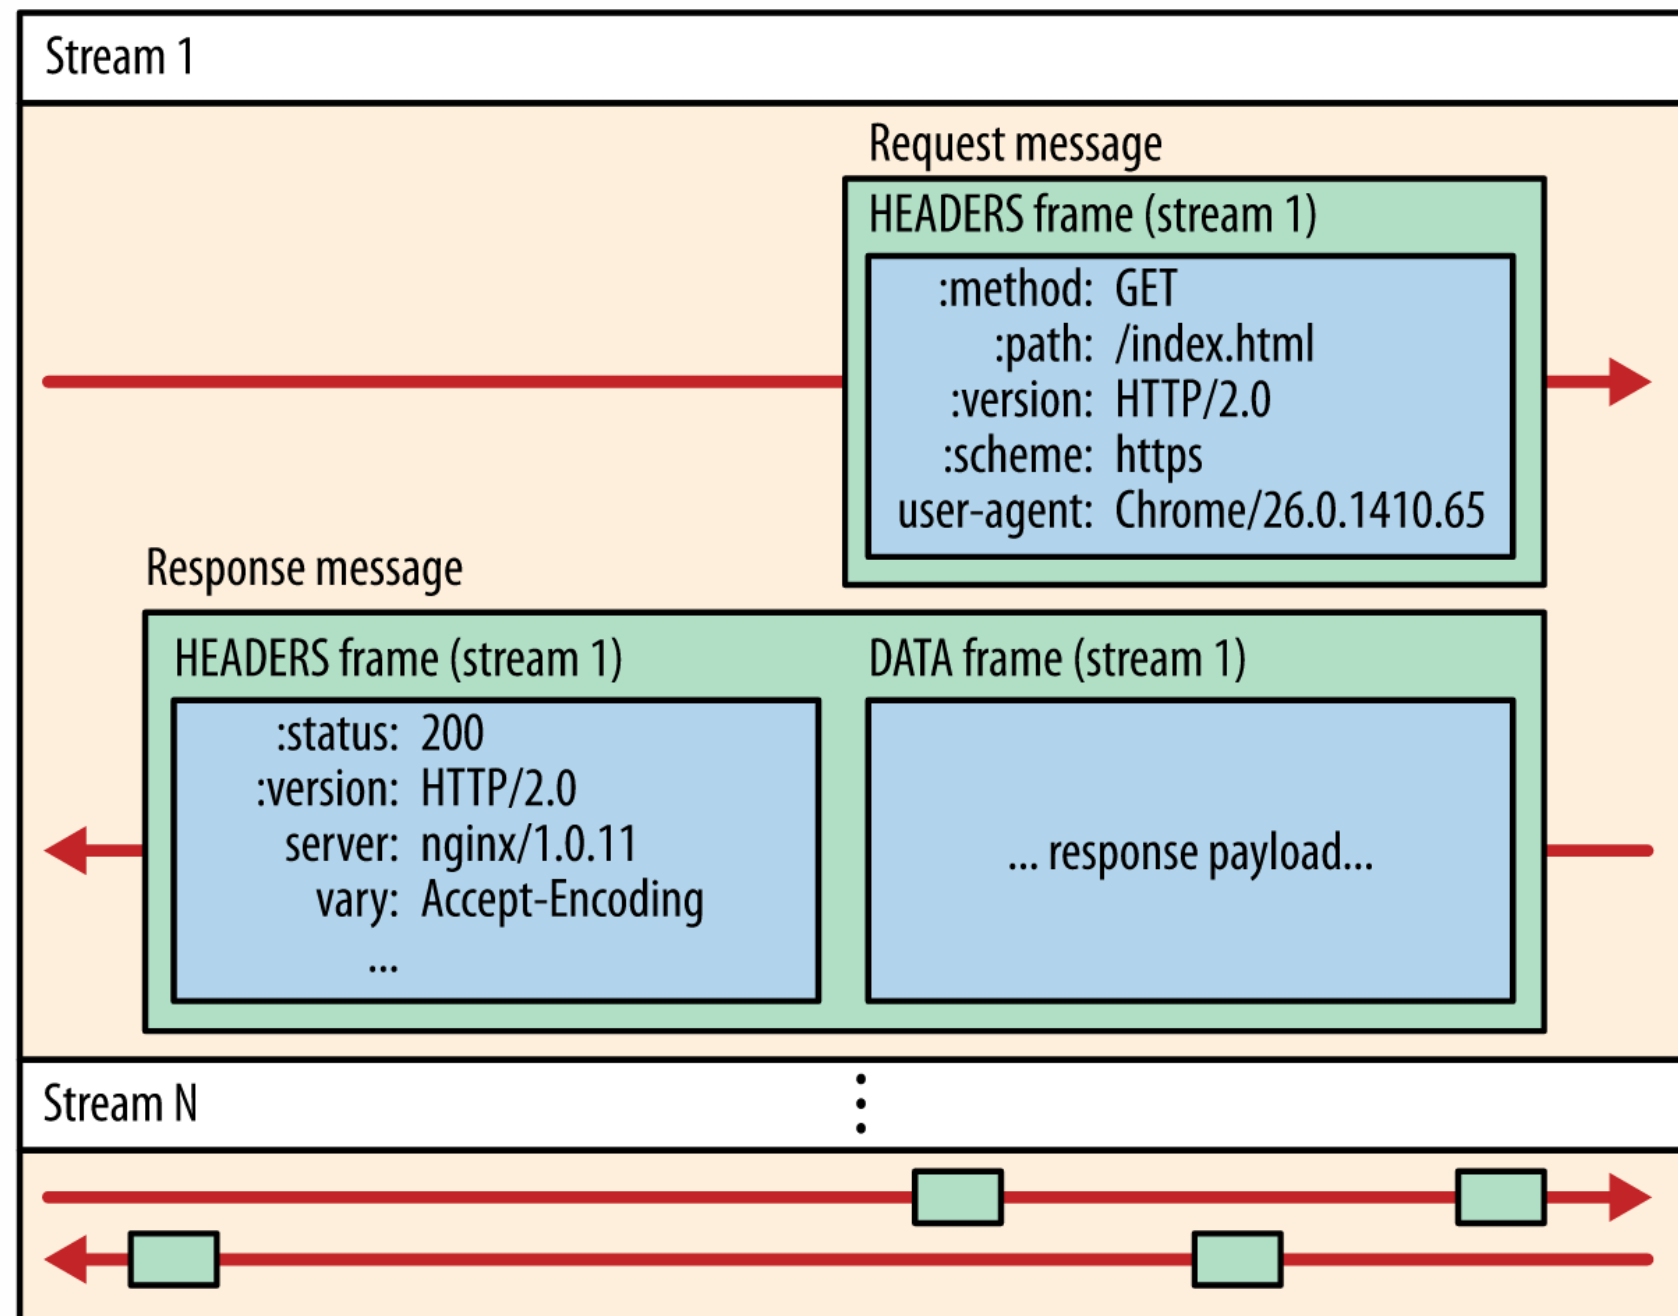 Stream 1
Request message
HEADERS frame (stream 1)
:method: GET
:path: /index.html
:version: HTTP/2.0
:scheme: https
user-agent: Chrome/26.0.1410.65
Response message
HEADERS frame (stream 1)
:status: 200
:version: HTTP/2.0
server: nginx/1.0.11
vary: Accept-Encoding
...
DATA frame (stream 1)
... response payload...
Stream N